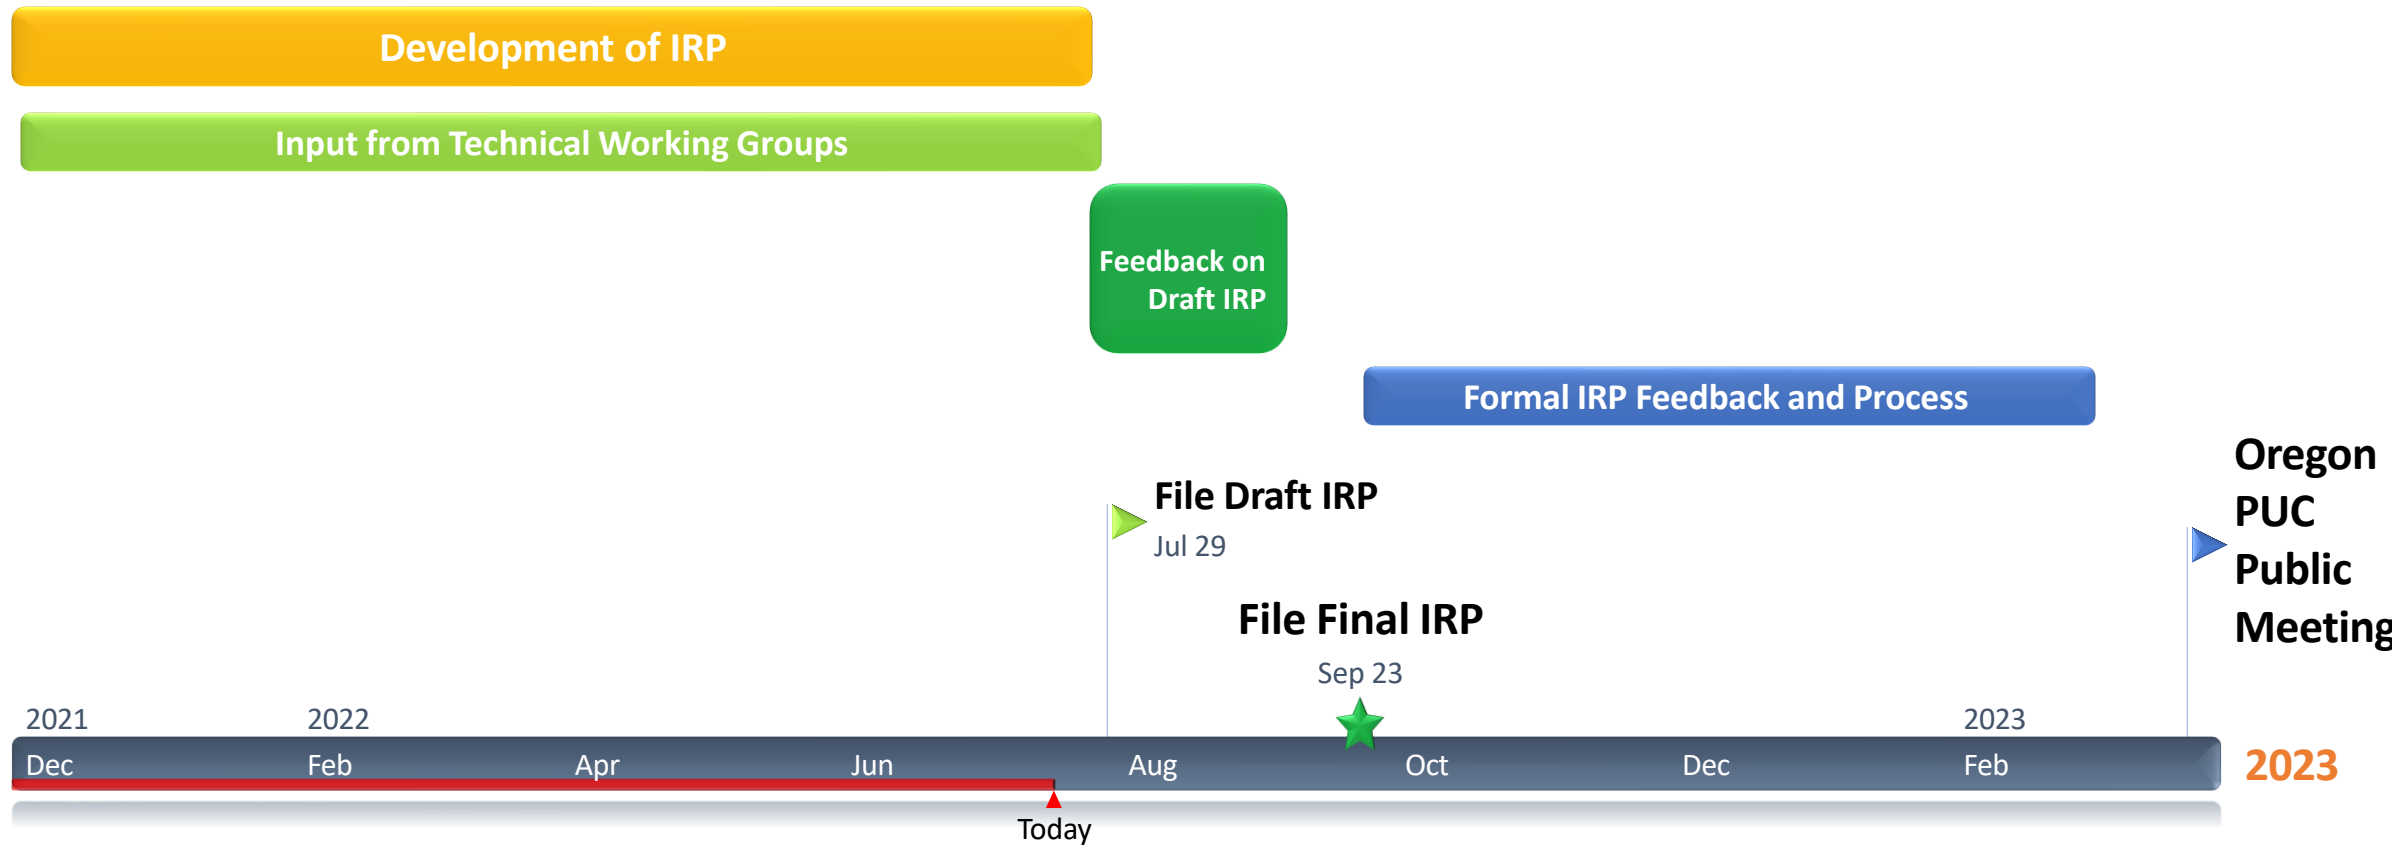 Development of IRP
Input from Technical Working Groups
Feedback on
Draft IRP
Formal IRP Feedback and Process
Oregon
PUC
Public
Meeting
File Draft IRP
Jul 29
File Final IRP
Sep 23
2021 2022 2023
Dec Feb Apr Jun Aug Oct Dec Feb 2023
Today